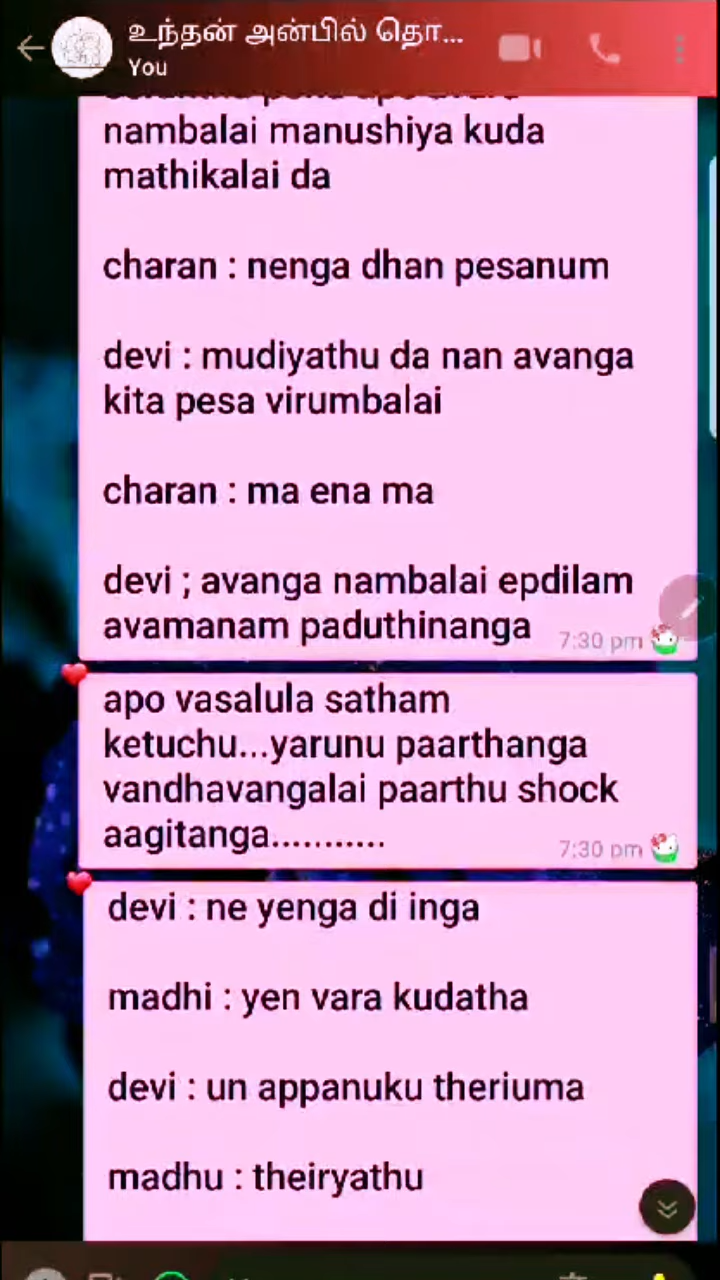 உந்தன் அன்பில் தொ...
You
nambalai manushiya kuda
mathikalai da
charan : nenga dhan pesanum
devi : mudiyathu da nan avanga
kita pesa virumbalai
charan : ma ena ma
devi ; avanga nambalai epdilam
avamanam paduthinanga
7:30 pm
apo vasalula satham
ketuchu...yarunu paarthanga
vandhavangalai paarthu shock
aagitanga...........
7:30 pm
devi : ne yenga di inga
madhi : yen vara kudatha
devi : un appanuku theriuma
madhu : theiryathu